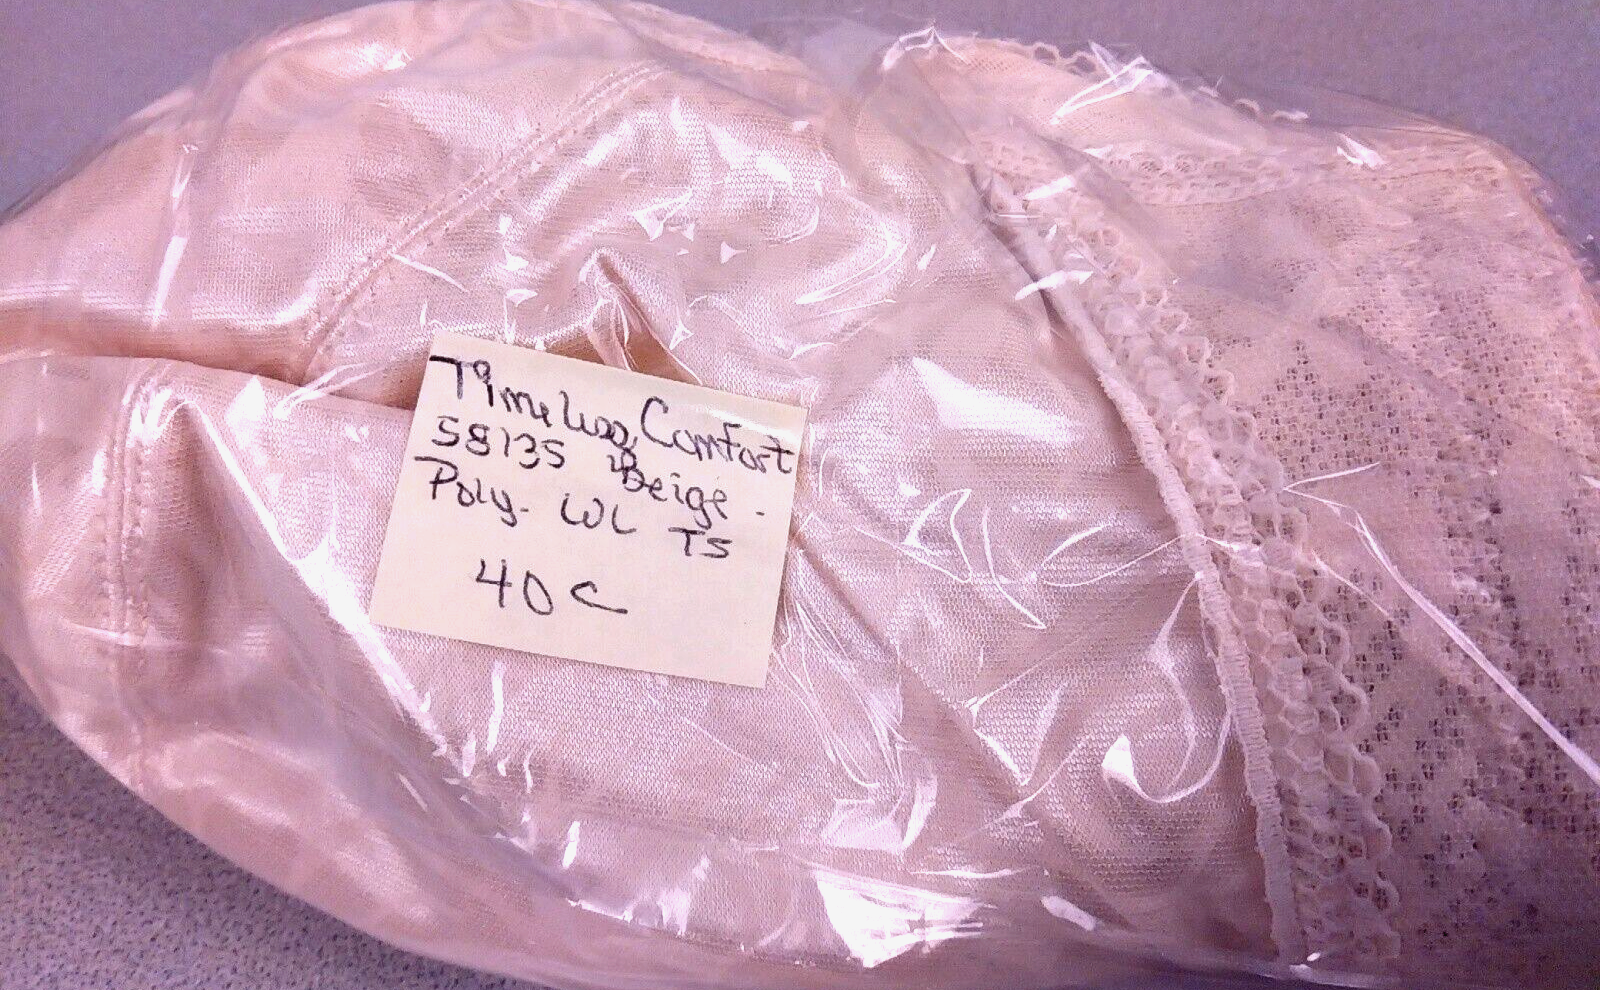 Timeless Comfort
58135 Beige.
Poly. WL TS
40C